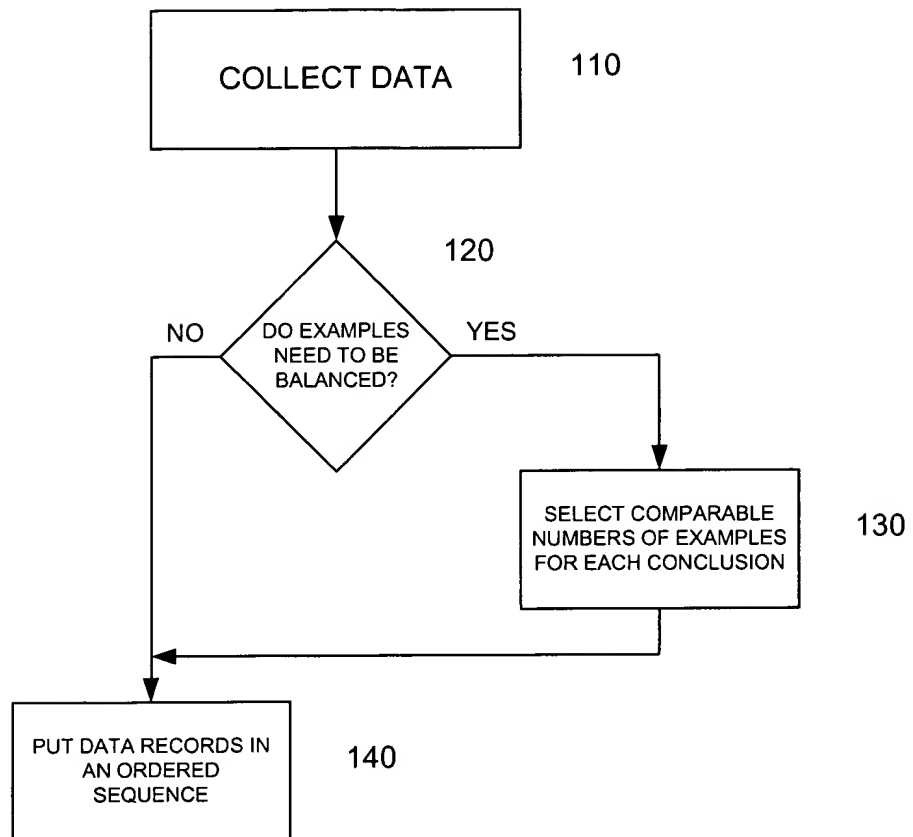 COLLECT DATA
110
120
NO
DO EXAMPLES
NEED TO BE
BALANCED?
YES
SELECT COMPARABLE
NUMBERS OF EXAMPLES
FOR EACH CONCLUSION
130
PUT DATA RECORDS IN
AN ORDERED
SEQUENCE
140